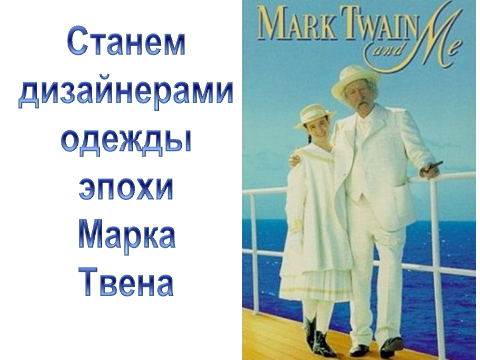 Станем
дизайнерами
одежды
эпохи
Марка
Твена
MARK TWAIN
and Me